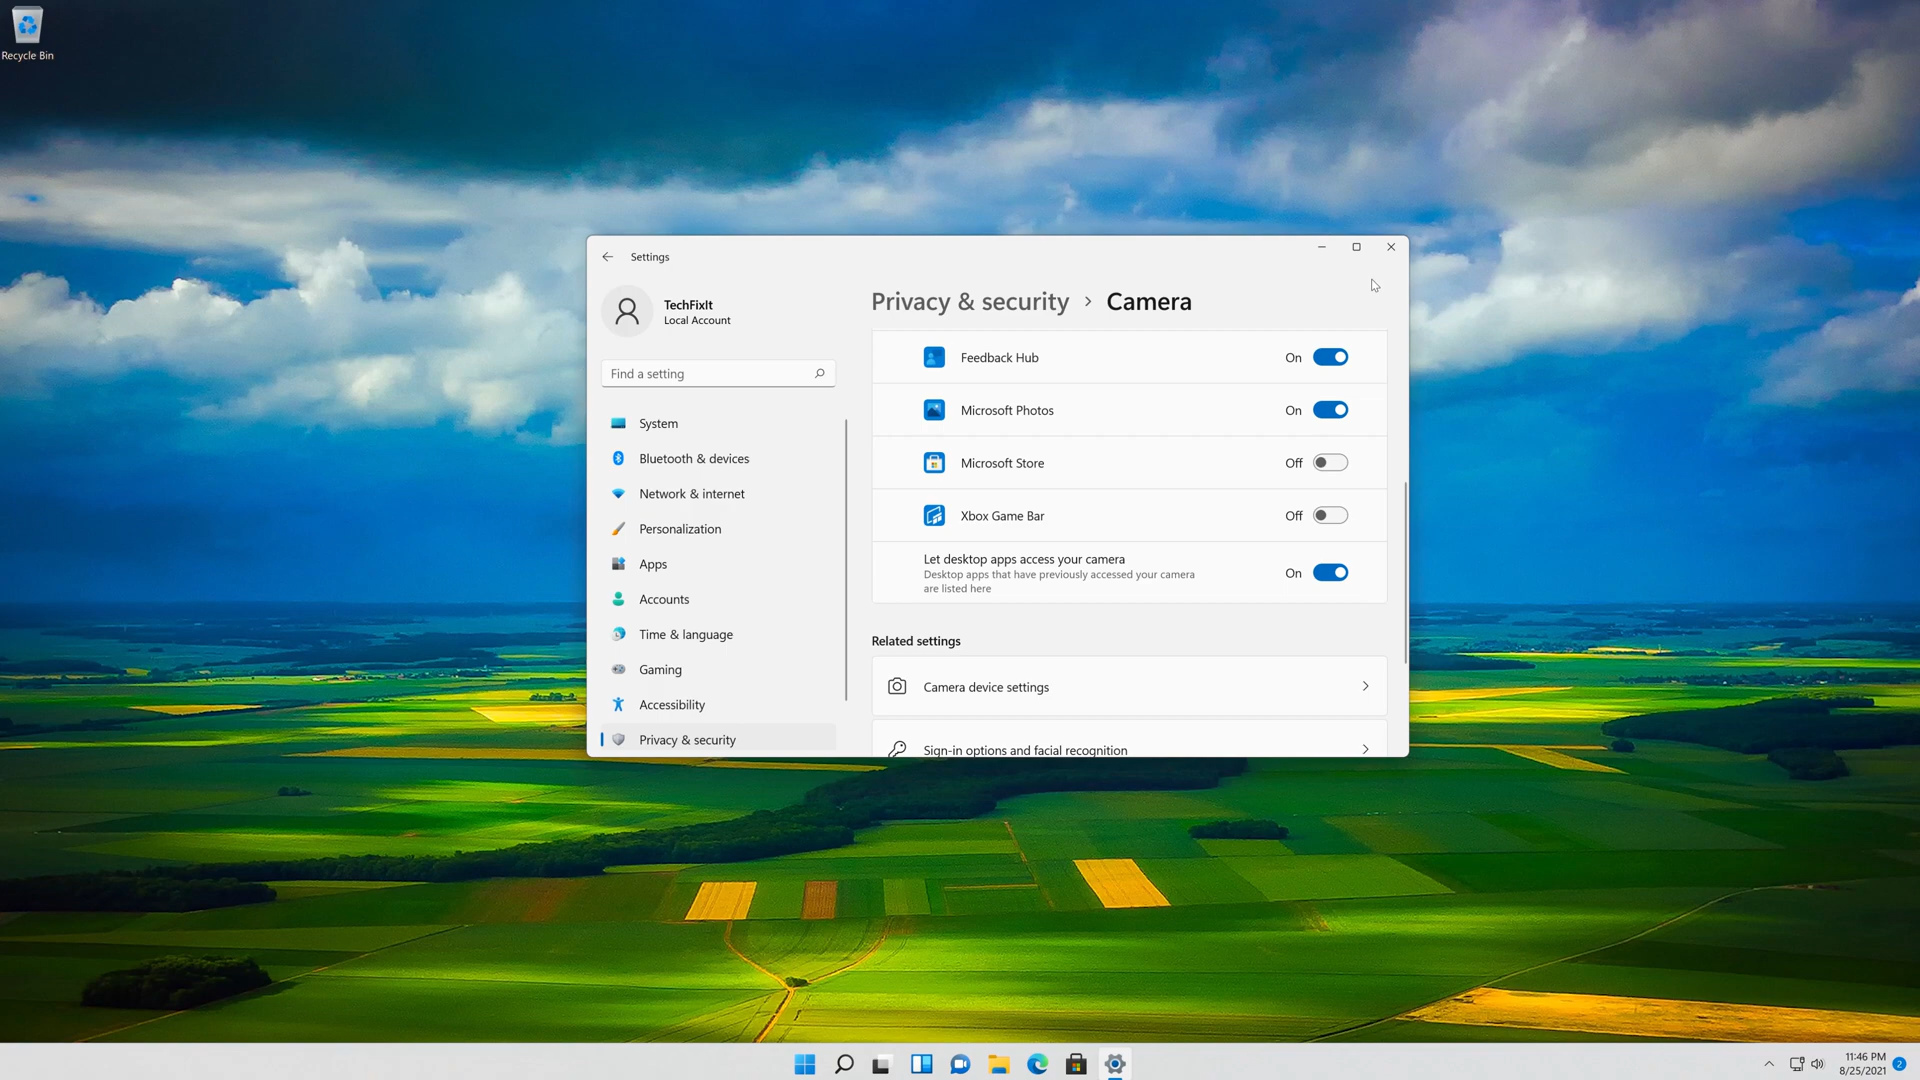 Recycle Bin
Settings
TechFixIt
Local Account
Find a setting
System
Bluetooth & devices
Network & internet
Personalization
Apps
Accounts
Time & language
Gaming
Accessibility
Privacy & security
Privacy & security > Camera
Feedback Hub On
Microsoft Photos On
Microsoft Store Off
Xbox Game Bar Off
Let desktop apps access your camera
Desktop apps that have previously accessed your camera
are listed here
On
Related settings
Camera device settings
Sign-in options and facial recognition
11:46 PM
8/25/2021
2